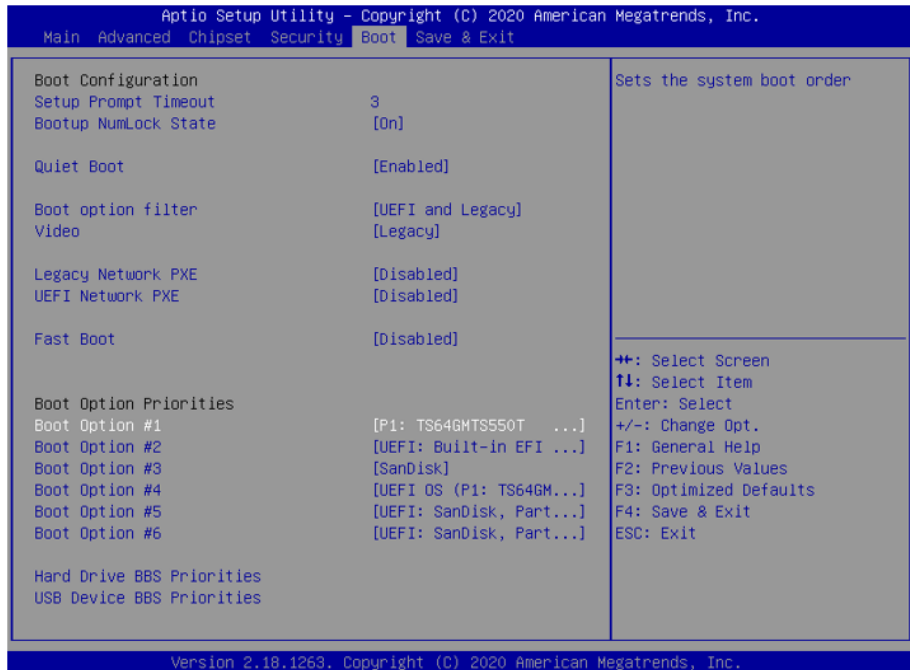 Aptio Setup Utility – Copyright (C) 2020 American Megatrends, Inc.
Main Advanced Chipset Security Boot Save & Exit
Boot Configuration
Setup Prompt Timeout 3
Bootup NumLock State [On]
Quiet Boot [Enabled]
Boot option filter [UEFI and Legacy]
Video [Legacy]
Legacy Network PXE [Disabled]
UEFI Network PXE [Disabled]
Fast Boot [Disabled]
Boot Option Priorities
Boot Option #1 [P1: TS64GMTS550T ...]
Boot Option #2 [UEFI: Built-in EFI ...]
Boot Option #3 [SanDisk]
Boot Option #4 [UEFI OS (P1: TS64GM...]
Boot Option #5 [UEFI: SanDisk, Part...]
Boot Option #6 [UEFI: SanDisk, Part...]
Hard Drive BBS Priorities
USB Device BBS Priorities
Sets the system boot order
→←: Select Screen
↑↓: Select Item
Enter: Select
+/-: Change Opt.
F1: General Help
F2: Previous Values
F3: Optimized Defaults
F4: Save & Exit
ESC: Exit
Version 2.18.1263. Copyright (C) 2020 American Megatrends, Inc.